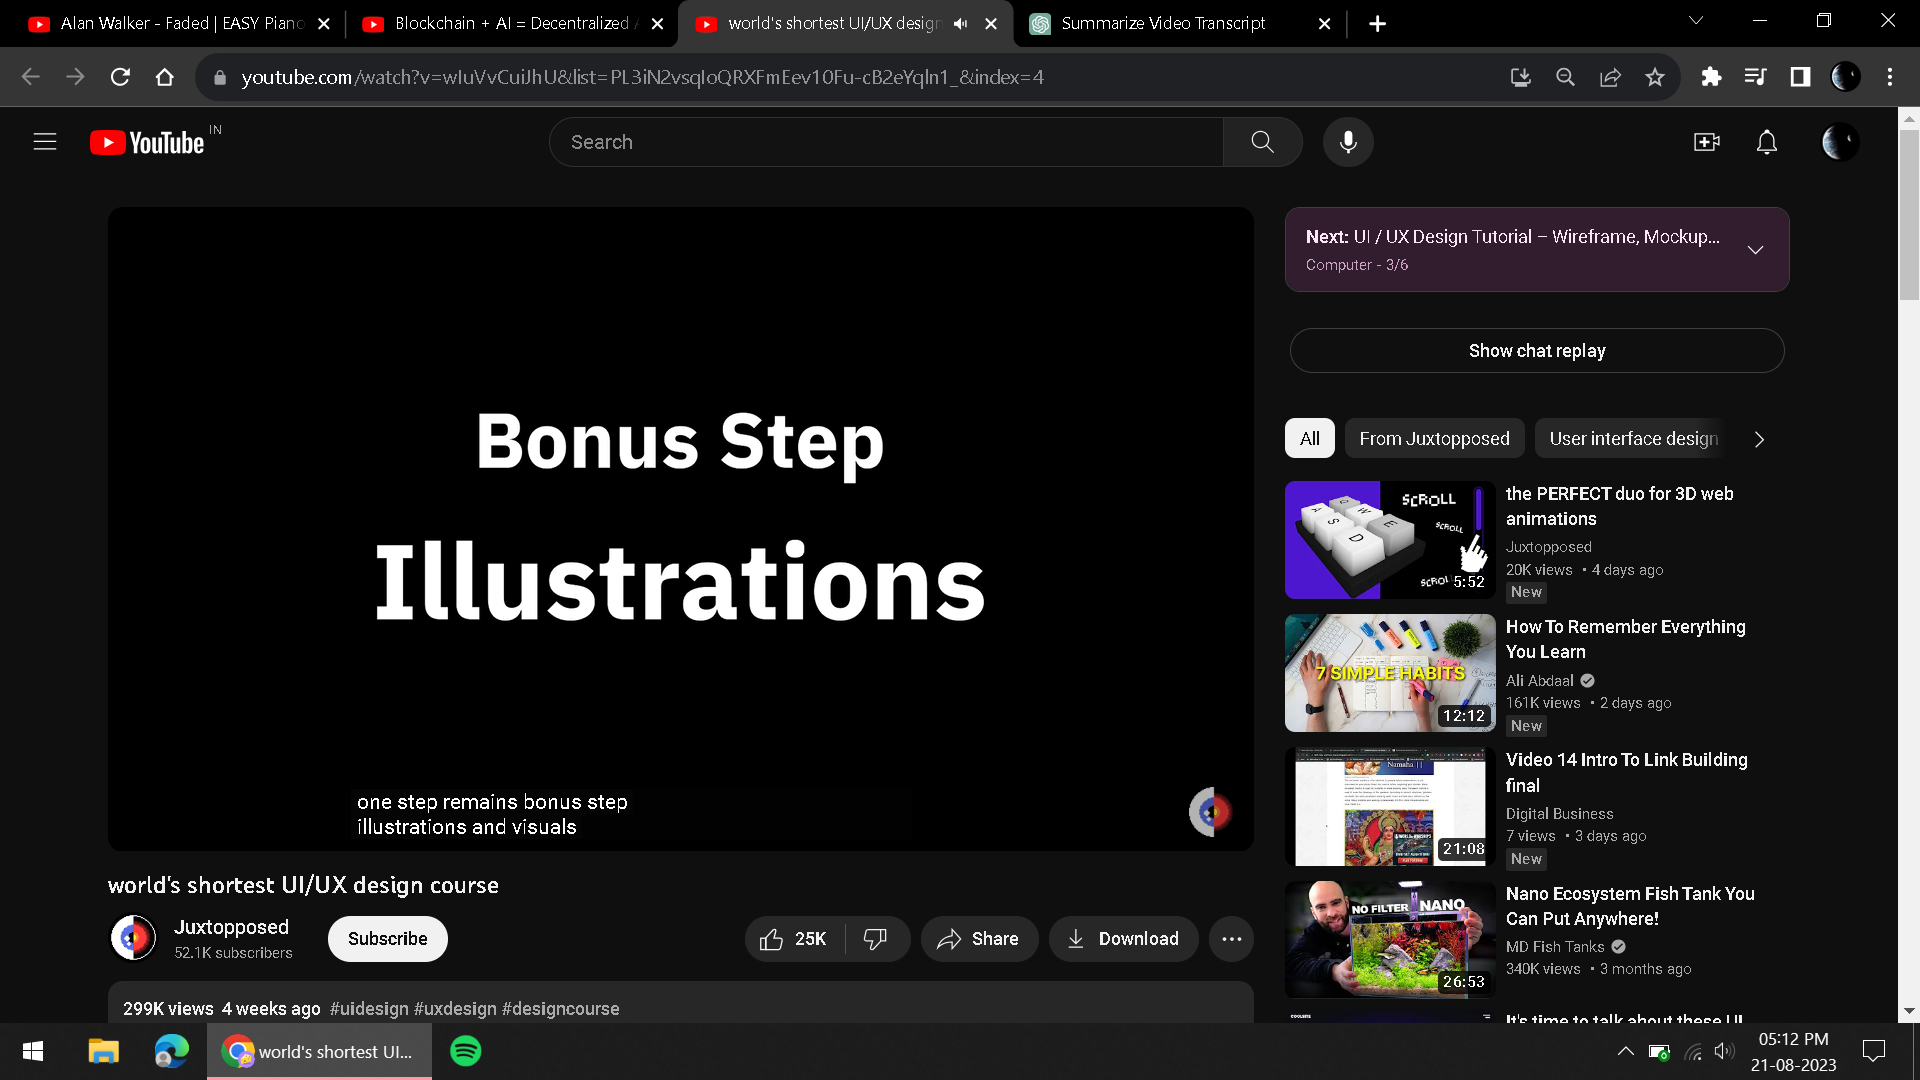 Alan Walker - Faded | EASY Piano
Blockchain + AI = Decentralized
world's shortest UI/UX design
Summarize Video Transcript
youtube.com/watch?v=wIuVvCuiJhU&list=PL3iN2vsqIoQRXFmEev10Fu-cB2eYqln1_&index=4
YouTube IN
Search
Bonus Step
Illustrations
one step remains bonus step
illustrations and visuals
world's shortest UI/UX design course
Juxtopposed
52.1K subscribers
Subscribe
25K
Share
Download
299K views 4 weeks ago #uidesign #uxdesign #designcourse
Next: UI / UX Design Tutorial – Wireframe, Mockup...
Computer - 3/6
Show chat replay
All
From Juxtopposed
User interface design
SCROLL
SCROLL
SCROLL
5:52
the PERFECT duo for 3D web
animations
Juxtopposed
20K views • 4 days ago
New
7 SIMPLE HABITS
12:12
How To Remember Everything
You Learn
Ali Abdaal
161K views • 2 days ago
New
21:08
Video 14 Intro To Link Building
final
Digital Business
7 views • 3 days ago
New
NO FILTER NANO
26:53
Nano Ecosystem Fish Tank You
Can Put Anywhere!
MD Fish Tanks
340K views • 3 months ago
It's time to talk about these UI
world's shortest UI...
05:12 PM
21-08-2023